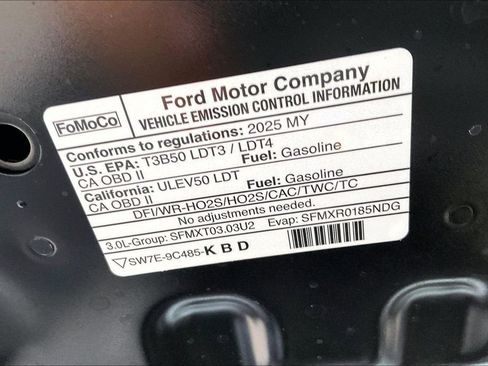 FoMoCo
Ford Motor Company
VEHICLE EMISSION CONTROL INFORMATION
Conforms to regulations: 2025 MY
U.S. EPA: T3B50 LDT3 / LDT4
CA OBD II Fuel: Gasoline
California: ULEV50 LDT
CA OBD II Fuel: Gasoline
DFI/WR-HO2S/HO2S/CAC/TWC/TC
No adjustments needed.
3.0L-Group: SFMXT03.03U2 Evap: SFMXR0185NDG
SW7E-9C485-KBD